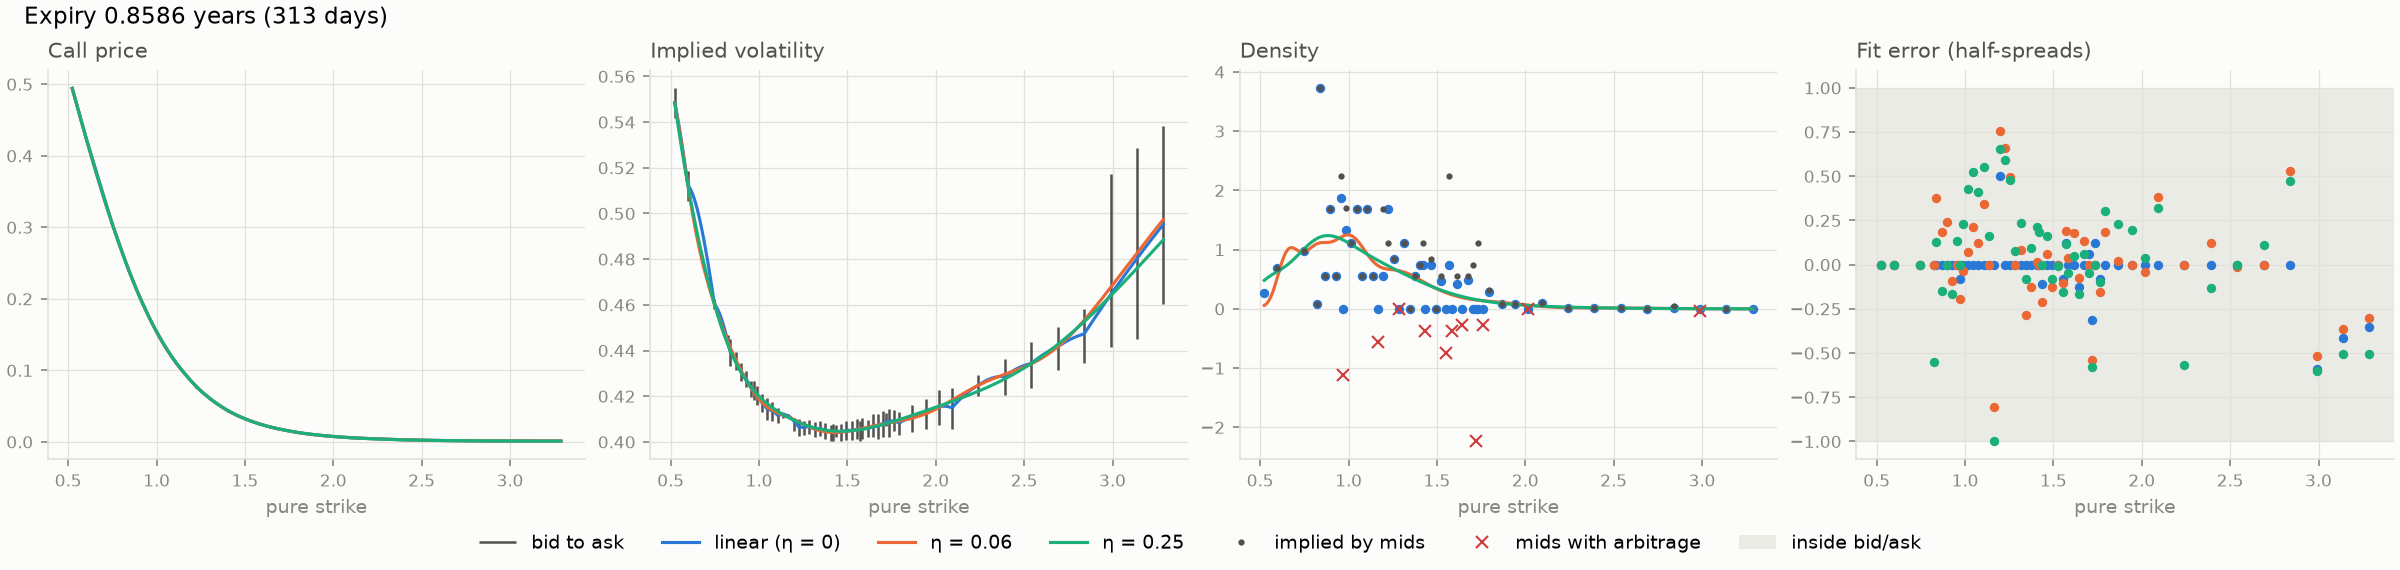 Expiry 0.8586 years (313 days)
Call price
0.5
0.4
0.3
0.2
0.1
0.0
0.5 1.0 1.5 2.0 2.5 3.0
pure strike
Implied volatility
0.56
0.54
0.52
0.50
0.48
0.46
0.44
0.42
0.40
0.5 1.0 1.5 2.0 2.5 3.0
pure strike
Density
4
3
2
1
0
−1
−2
0.5 1.0 1.5 2.0 2.5 3.0
pure strike
Fit error (half-spreads)
1.00
0.75
0.50
0.25
0.00
−0.25
−0.50
−0.75
−1.00
0.5 1.0 1.5 2.0 2.5 3.0
pure strike
bid to ask linear (η = 0) η = 0.06 η = 0.25 implied by mids mids with arbitrage inside bid/ask